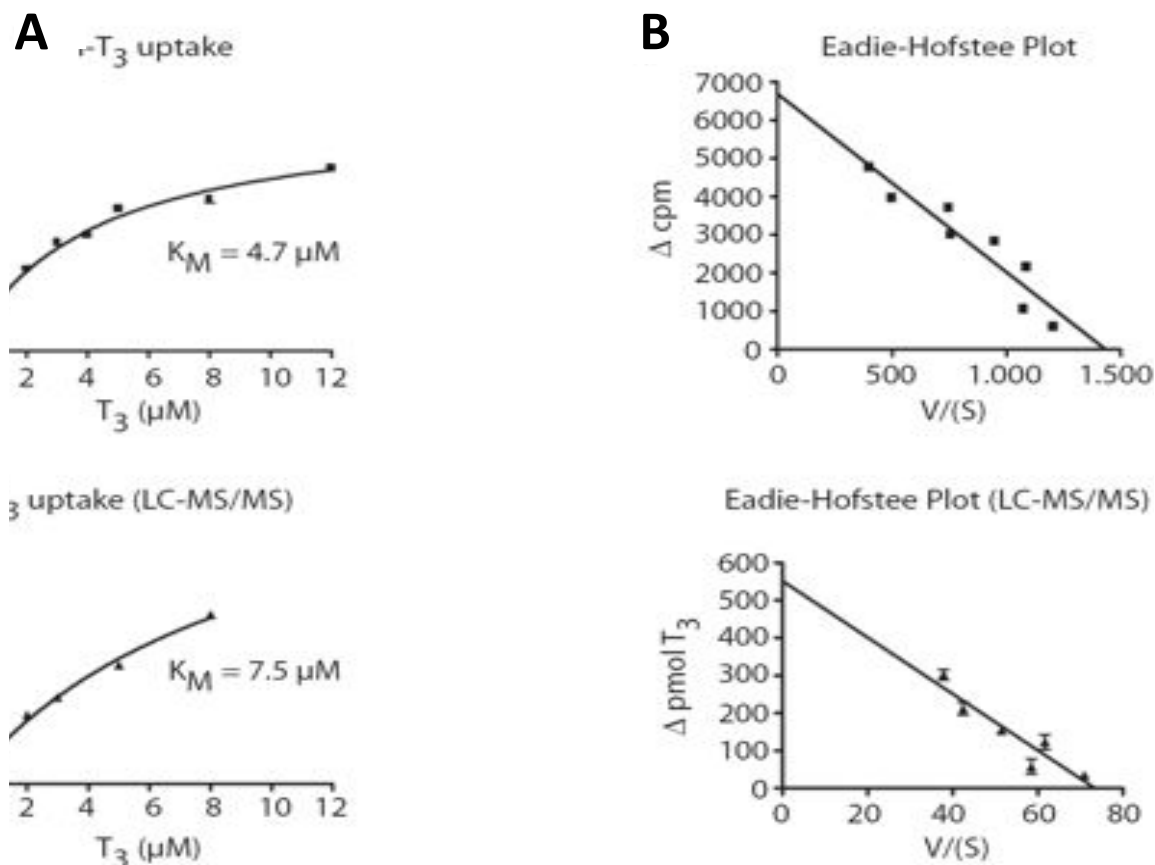 A
-T3 uptake
KM = 4.7 µM
2 4 6 8 10 12
T3 (µM)
B
Eadie-Hofstee Plot
7000
6000
5000
4000
3000
2000
1000
0
Δ cpm
0 500 1.000 1.500
V/(S)
3 uptake (LC-MS/MS)
KM = 7.5 µM
2 4 6 8 10 12
T3 (µM)
Eadie-Hofstee Plot (LC-MS/MS)
600
500
400
300
200
100
0
Δ pmol T3
0 20 40 60 80
V/(S)